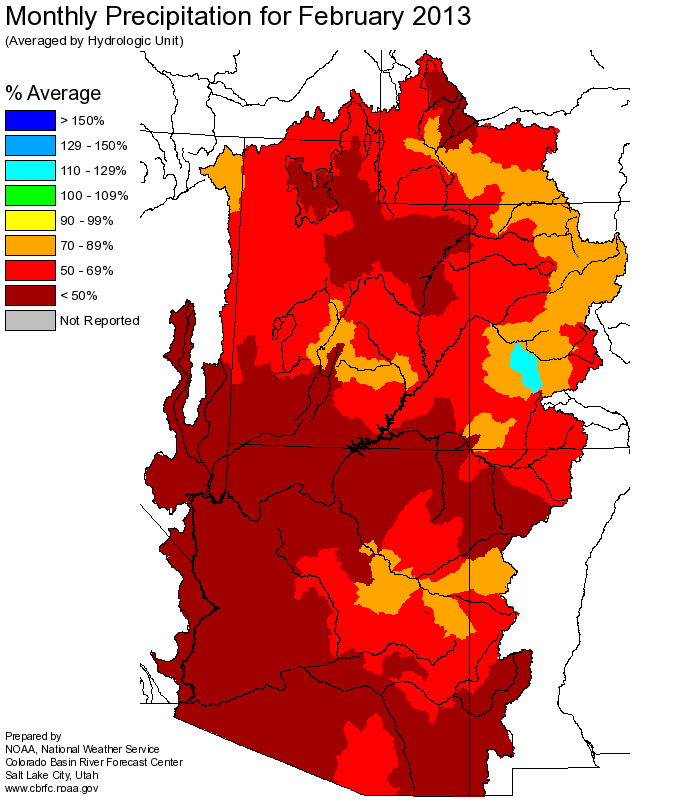 Monthly Precipitation for February 2013
(Averaged by Hydrologic Unit)
% Average
> 150%
129 - 150%
110 - 129%
100 - 109%
90 - 99%
70 - 89%
50 - 69%
< 50%
Not Reported
Prepared by
NOAA, National Weather Service
Colorado Basin River Forecast Center
Salt Lake City, Utah
www.cbrfc.noaa.gov